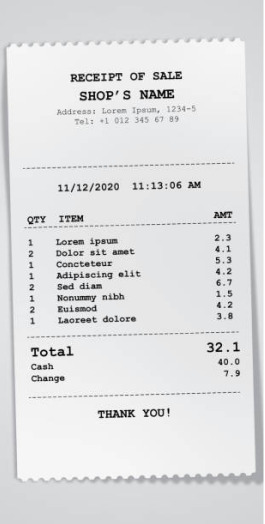 RECEIPT OF SALE
SHOP'S NAME
Address: Lorem Ipsum, 1234-5
Tel: +1 012 345 67 89
11/12/2020 11:13:06 AM
QTY ITEM AMT
1 Lorem ipsum 2.3
2 Dolor sit amet 4.1
1 Concteteur 5.3
1 Adipiscing elit 4.2
2 Sed diam 6.7
1 Nonummy nibh 1.5
2 Euismod 4.2
1 Laoreet dolore 3.8
Total 32.1
Cash 40.0
Change 7.9
THANK YOU!